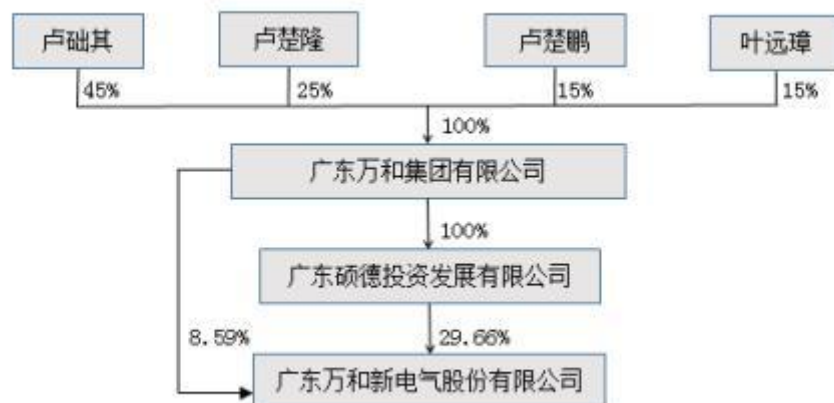 卢础其
卢楚隆
卢楚鹏
叶远璋
45%
25%
15%
15%
100%
广东万和集团有限公司
100%
广东硕德投资发展有限公司
8.59%
29.66%
广东万和新电气股份有限公司